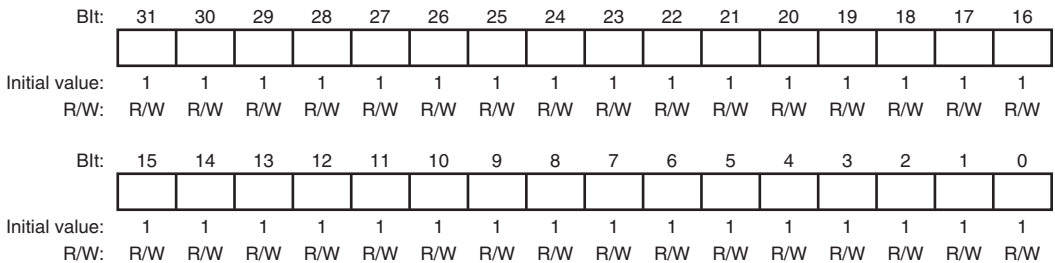 BIt: 31 30 29 28 27 26 25 24 23 22 21 20 19 18 17 16
Initial value: 1 1 1 1 1 1 1 1 1 1 1 1 1 1 1 1
R/W: R/W R/W R/W R/W R/W R/W R/W R/W R/W R/W R/W R/W R/W R/W R/W R/W
BIt: 15 14 13 12 11 10 9 8 7 6 5 4 3 2 1 0
Initial value: 1 1 1 1 1 1 1 1 1 1 1 1 1 1 1 1
R/W: R/W R/W R/W R/W R/W R/W R/W R/W R/W R/W R/W R/W R/W R/W R/W R/W